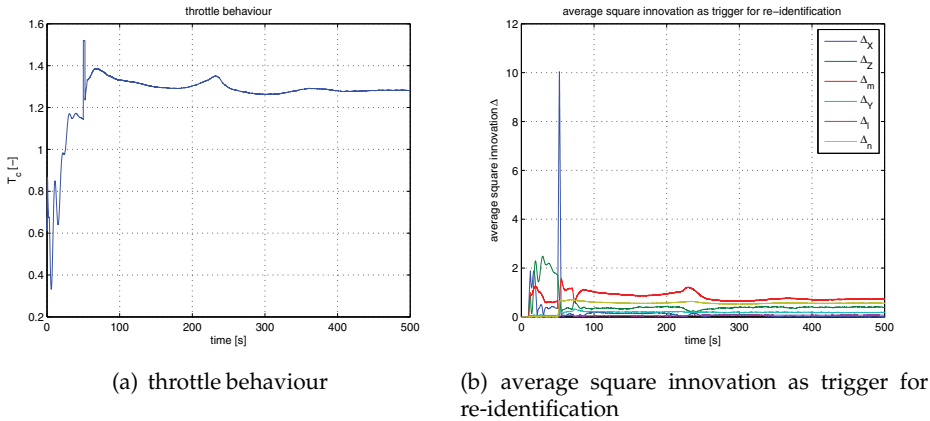 throttle behaviour
1.6
1.4
1.2
1
0.8
0.6
0.4
0.2
T_c [−]
0 100 200 300 400 500
time [s]
average square innovation as trigger for re−identification
12
10
8
6
4
2
0
average square innovation Δ
Δ_X
Δ_Z
Δ_m
Δ_Y
Δ_l
Δ_n
0 100 200 300 400 500
time [s]
(a) throttle behaviour
(b) average square innovation as trigger for
re-identification